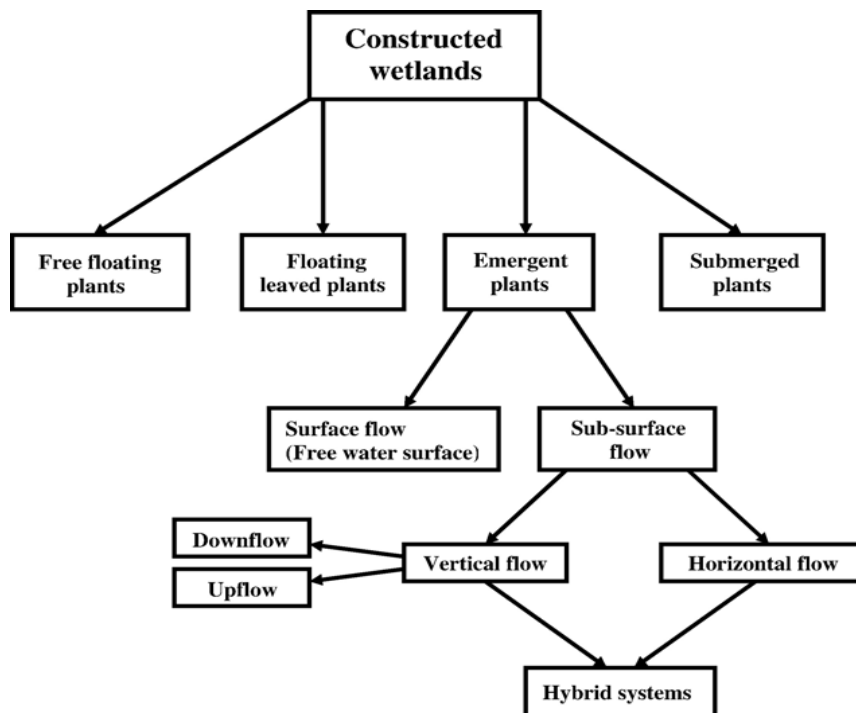 Constructed
wetlands
Free floating
plants
Floating
leaved plants
Emergent
plants
Submerged
plants
Surface flow
(Free water surface)
Sub-surface
flow
Downflow
Upflow
Vertical flow
Horizontal flow
Hybrid systems